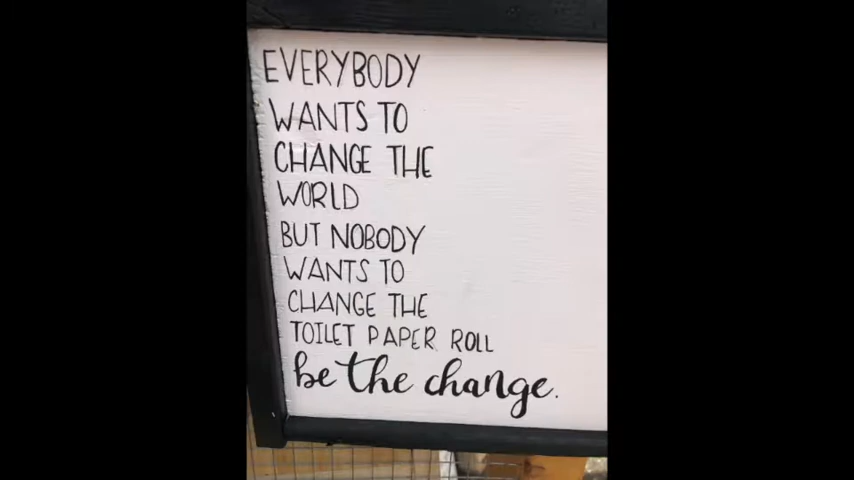 EVERYBODY
WANTS TO
CHANGE THE
WORLD
BUT NOBODY
WANTS TO
CHANGE THE
TOILET PAPER ROLL
be the change.